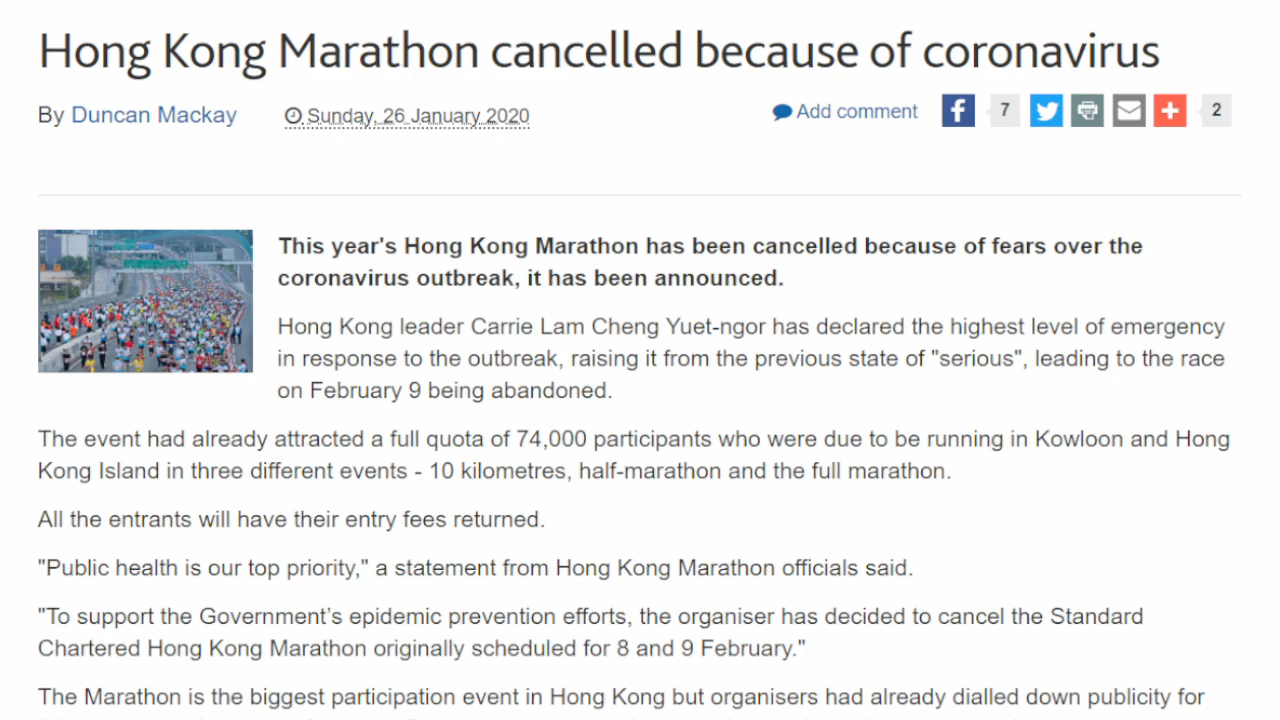 Hong Kong Marathon cancelled because of coronavirus
By Duncan Mackay Sunday, 26 January 2020 Add comment f 7 2
This year's Hong Kong Marathon has been cancelled because of fears over the
coronavirus outbreak, it has been announced.
Hong Kong leader Carrie Lam Cheng Yuet-ngor has declared the highest level of emergency
in response to the outbreak, raising it from the previous state of "serious", leading to the race
on February 9 being abandoned.
The event had already attracted a full quota of 74,000 participants who were due to be running in Kowloon and Hong
Kong Island in three different events - 10 kilometres, half-marathon and the full marathon.
All the entrants will have their entry fees returned.
"Public health is our top priority," a statement from Hong Kong Marathon officials said.
"To support the Government’s epidemic prevention efforts, the organiser has decided to cancel the Standard
Chartered Hong Kong Marathon originally scheduled for 8 and 9 February."
The Marathon is the biggest participation event in Hong Kong but organisers had already dialled down publicity for